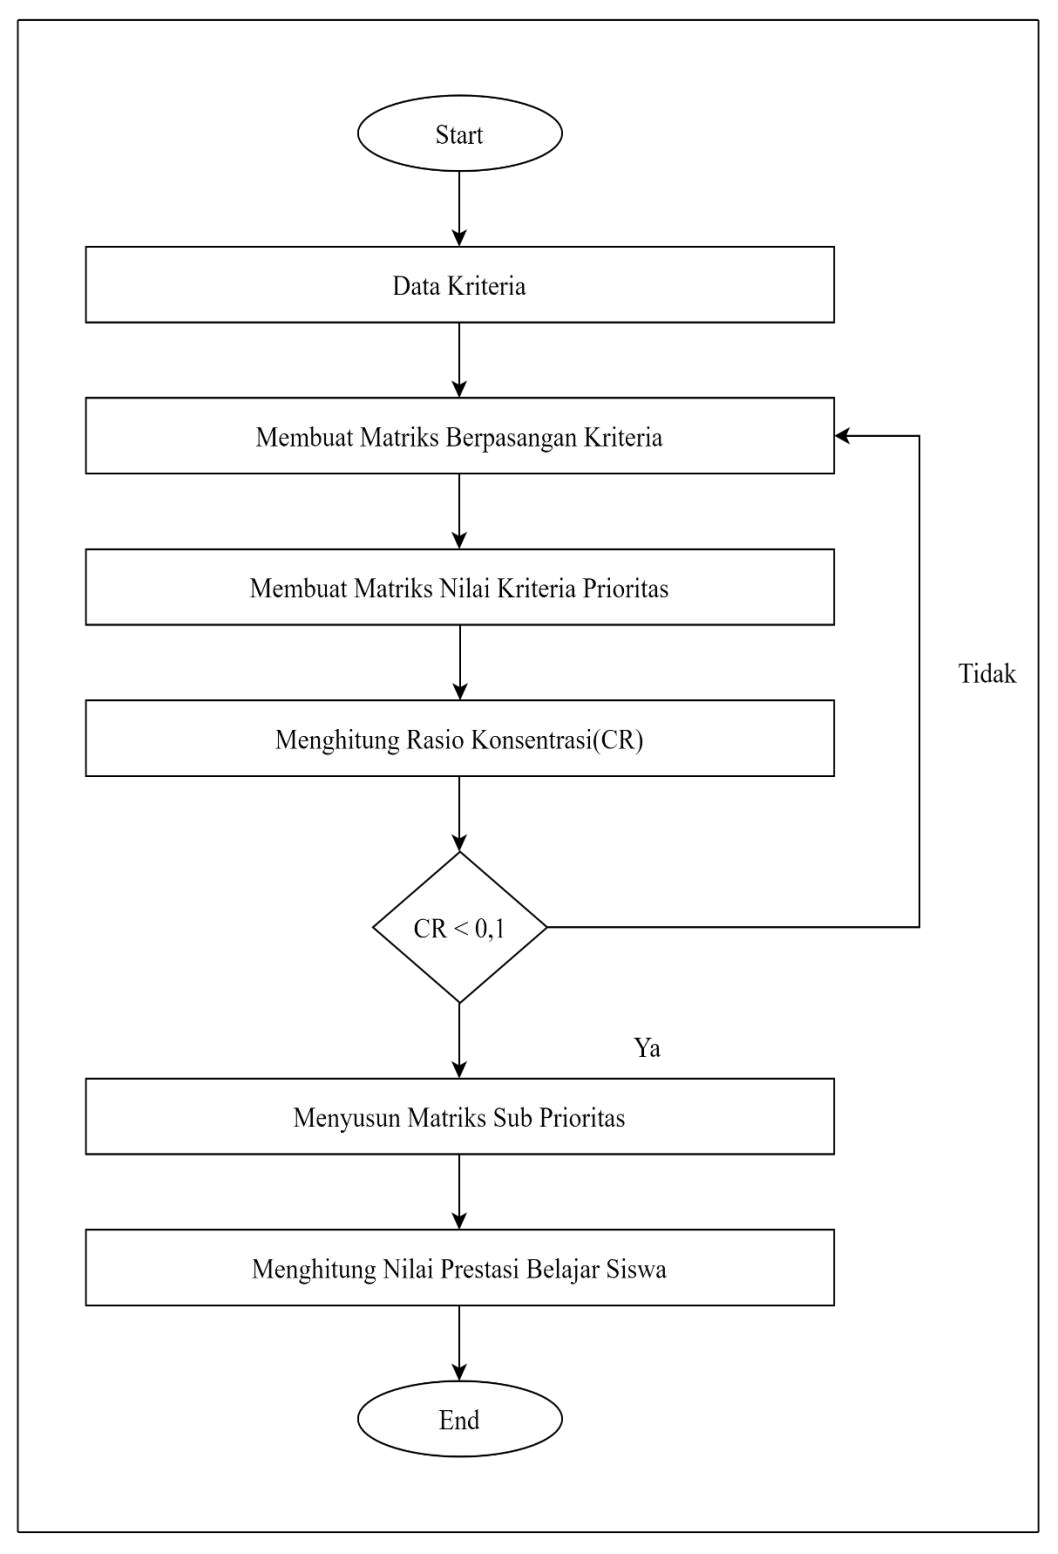 Start
Data Kriteria
Membuat Matriks Berpasangan Kriteria
Membuat Matriks Nilai Kriteria Prioritas
Tidak
Menghitung Rasio Konsentrasi(CR)
CR < 0,1
Ya
Menyusun Matriks Sub Prioritas
Menghitung Nilai Prestasi Belajar Siswa
End